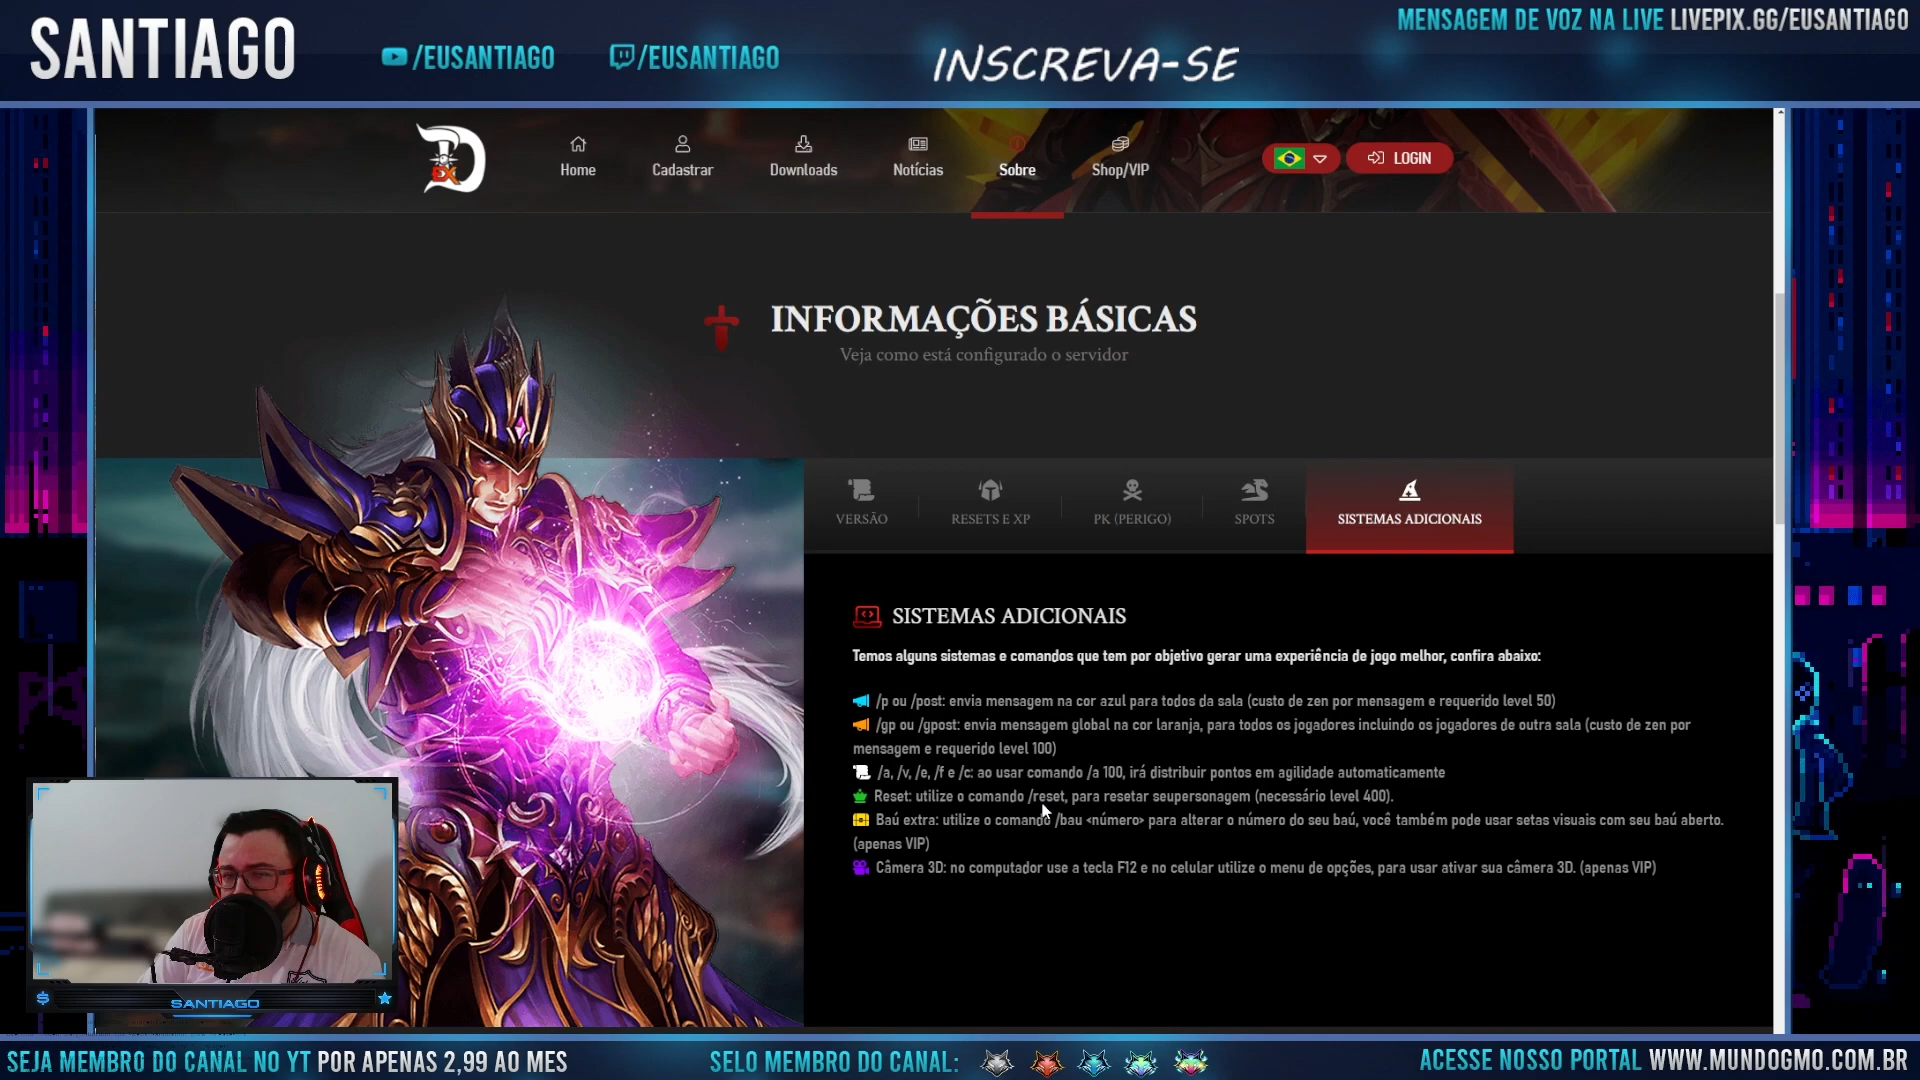 SANTIAGO
/EUSANTIAGO
/EUSANTIAGO
INSCREVA-SE
MENSAGEM DE VOZ NA LIVE LIVEPIX.GG/EUSANTIAGO
Home
Cadastrar
Downloads
Notícias
Sobre
Shop/VIP
LOGIN
INFORMAÇÕES BÁSICAS
Veja como está configurado o servidor
VERSÃO
RESETS E XP
PK (PERIGO)
SPOTS
SISTEMAS ADICIONAIS
SISTEMAS ADICIONAIS
Temos alguns sistemas e comandos que tem por objetivo gerar uma experiência de jogo melhor, confira abaixo:
/p ou /post: envia mensagem na cor azul para todos da sala (custo de zen por mensagem e requerido level 50)
/gp ou /gpost: envia mensagem global na cor laranja, para todos os jogadores incluindo os jogadores de outra sala (custo de zen por
mensagem e requerido level 100)
/a, /v, /e, /f e /c: ao usar comando /a 100, irá distribuir pontos em agilidade automaticamente
Reset: utilize o comando /reset, para resetar seupersonagem (necessário level 400).
Baú extra: utilize o comando /bau <número> para alterar o número do seu baú, você também pode usar setas visuais com seu baú aberto.
(apenas VIP)
Câmera 3D: no computador use a tecla F12 e no celular utilize o menu de opções, para usar ativar sua câmera 3D. (apenas VIP)
SANTIAGO
SEJA MEMBRO DO CANAL NO YT POR APENAS 2,99 AO MES
SELO MEMBRO DO CANAL:
ACESSE NOSSO PORTAL WWW.MUNDOGMO.COM.BR